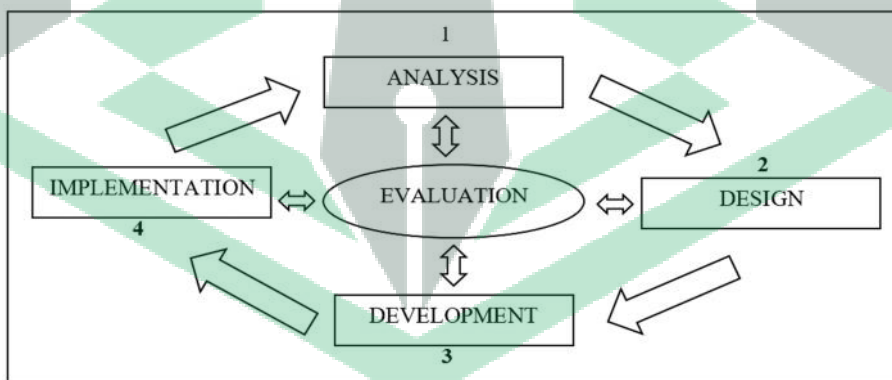 1
ANALYSIS
2
IMPLEMENTATION
EVALUATION
DESIGN
4
DEVELOPMENT
3